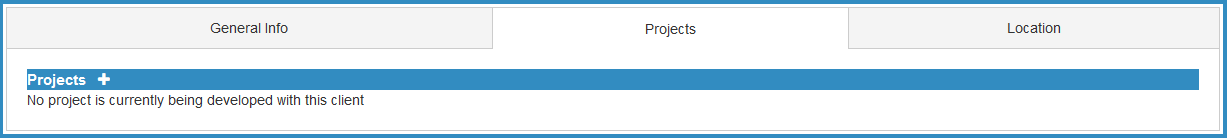 General Info
Projects
Location
Projects
No project is currently being developed with this client